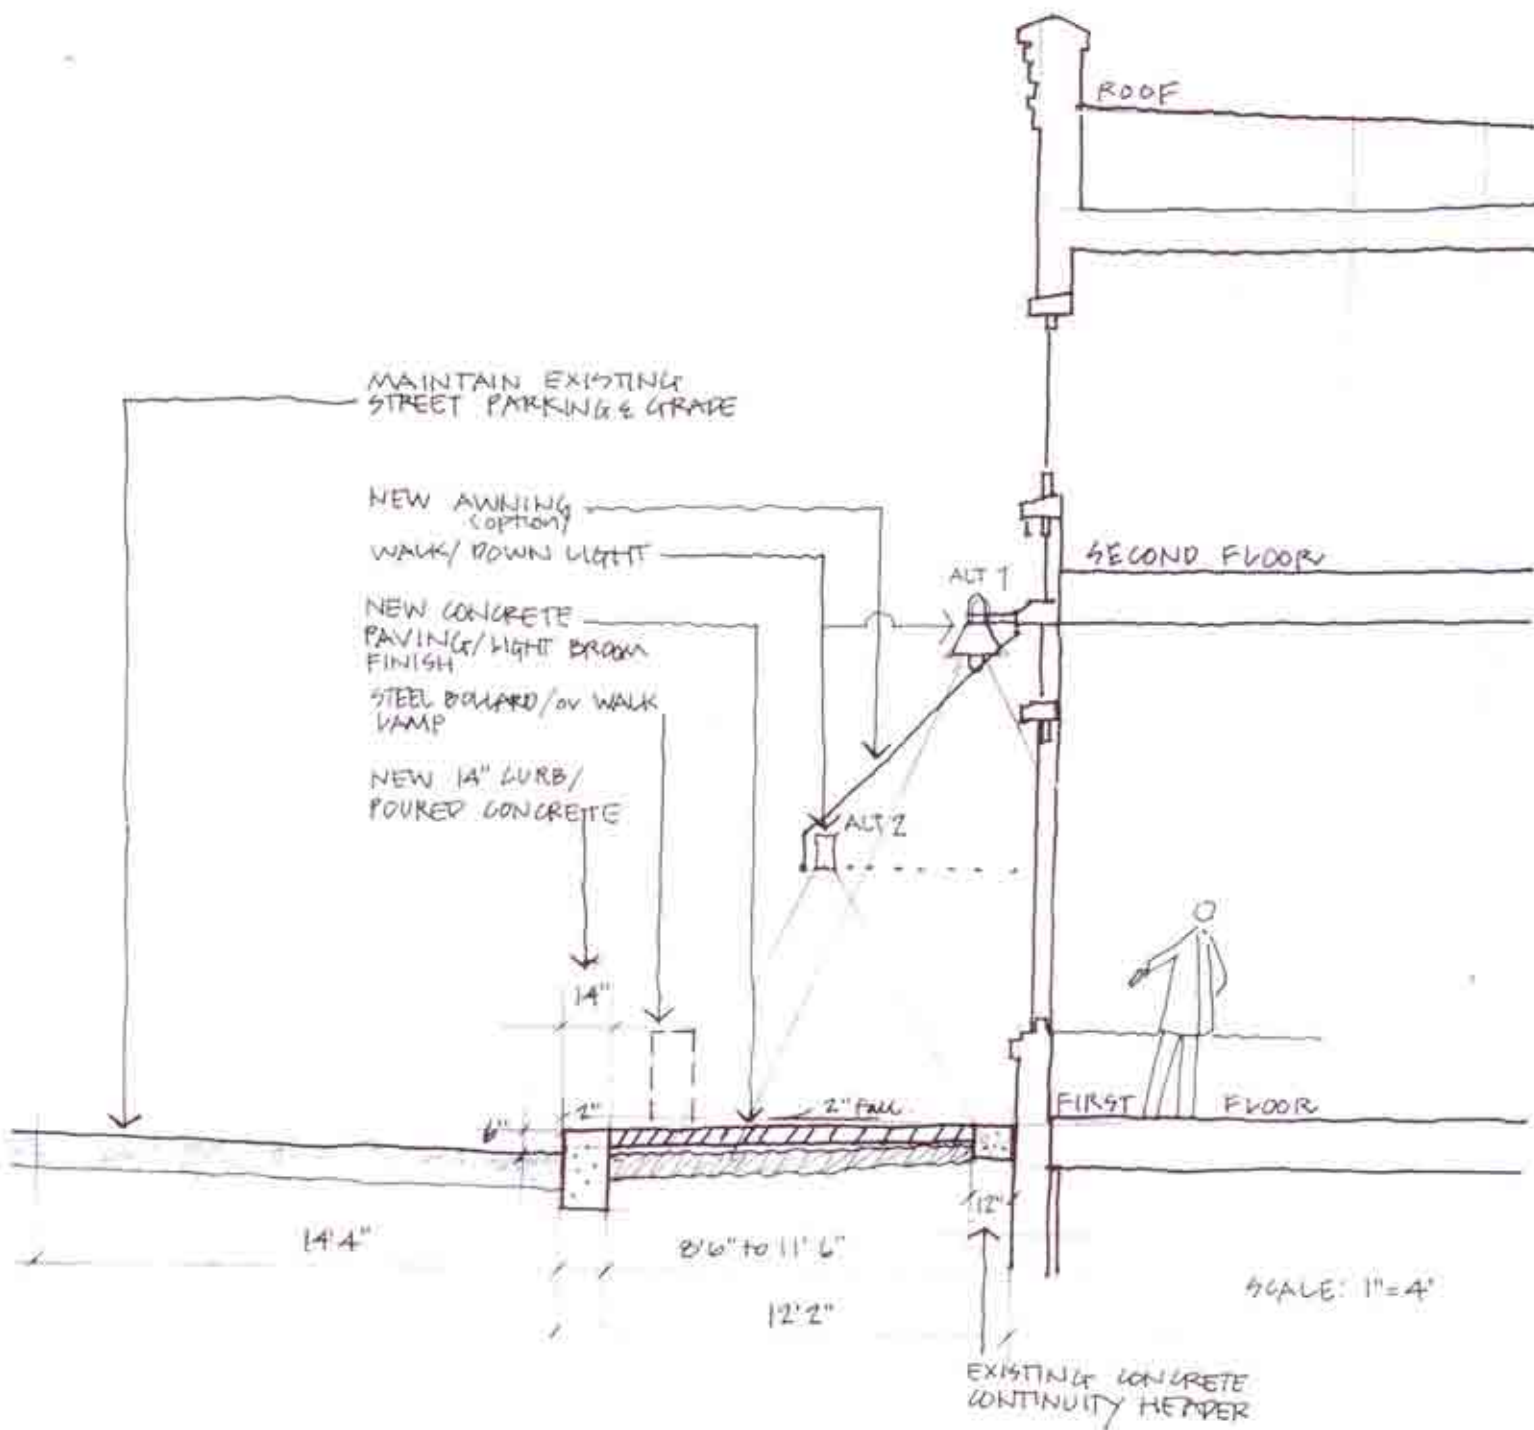 ROOF
MAINTAIN EXISTING
STREET PARKING & GRADE
NEW AWNING
(option)
WALK/ DOWN LIGHT
SECOND FLOOR
ALT 1
NEW CONCRETE
PAVING/LIGHT BROOM
FINISH
STEEL BOLLARD/or WALK
LAMP
NEW 14" CURB/
POURED CONCRETE
ALT 2
14"
2"
6"
2" FALL
FIRST FLOOR
12"
14'4"
8'6" to 11'6"
12'2"
SCALE: 1"=4'
EXISTING CONCRETE
CONTINUITY HEADER